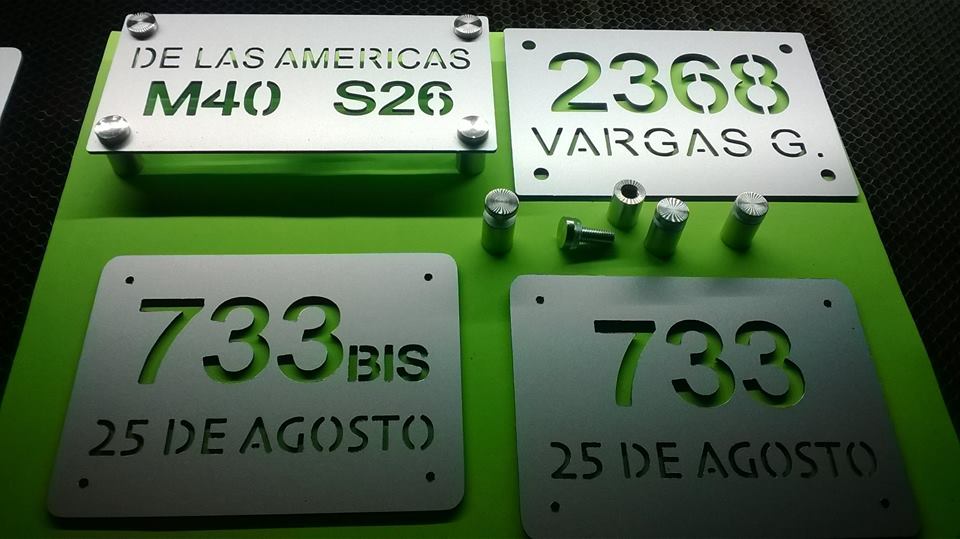 DE LAS AMERICAS
M40 S26
2368
VARGAS G.
733BIS
25 DE AGOSTO
733
25 DE AGOSTO